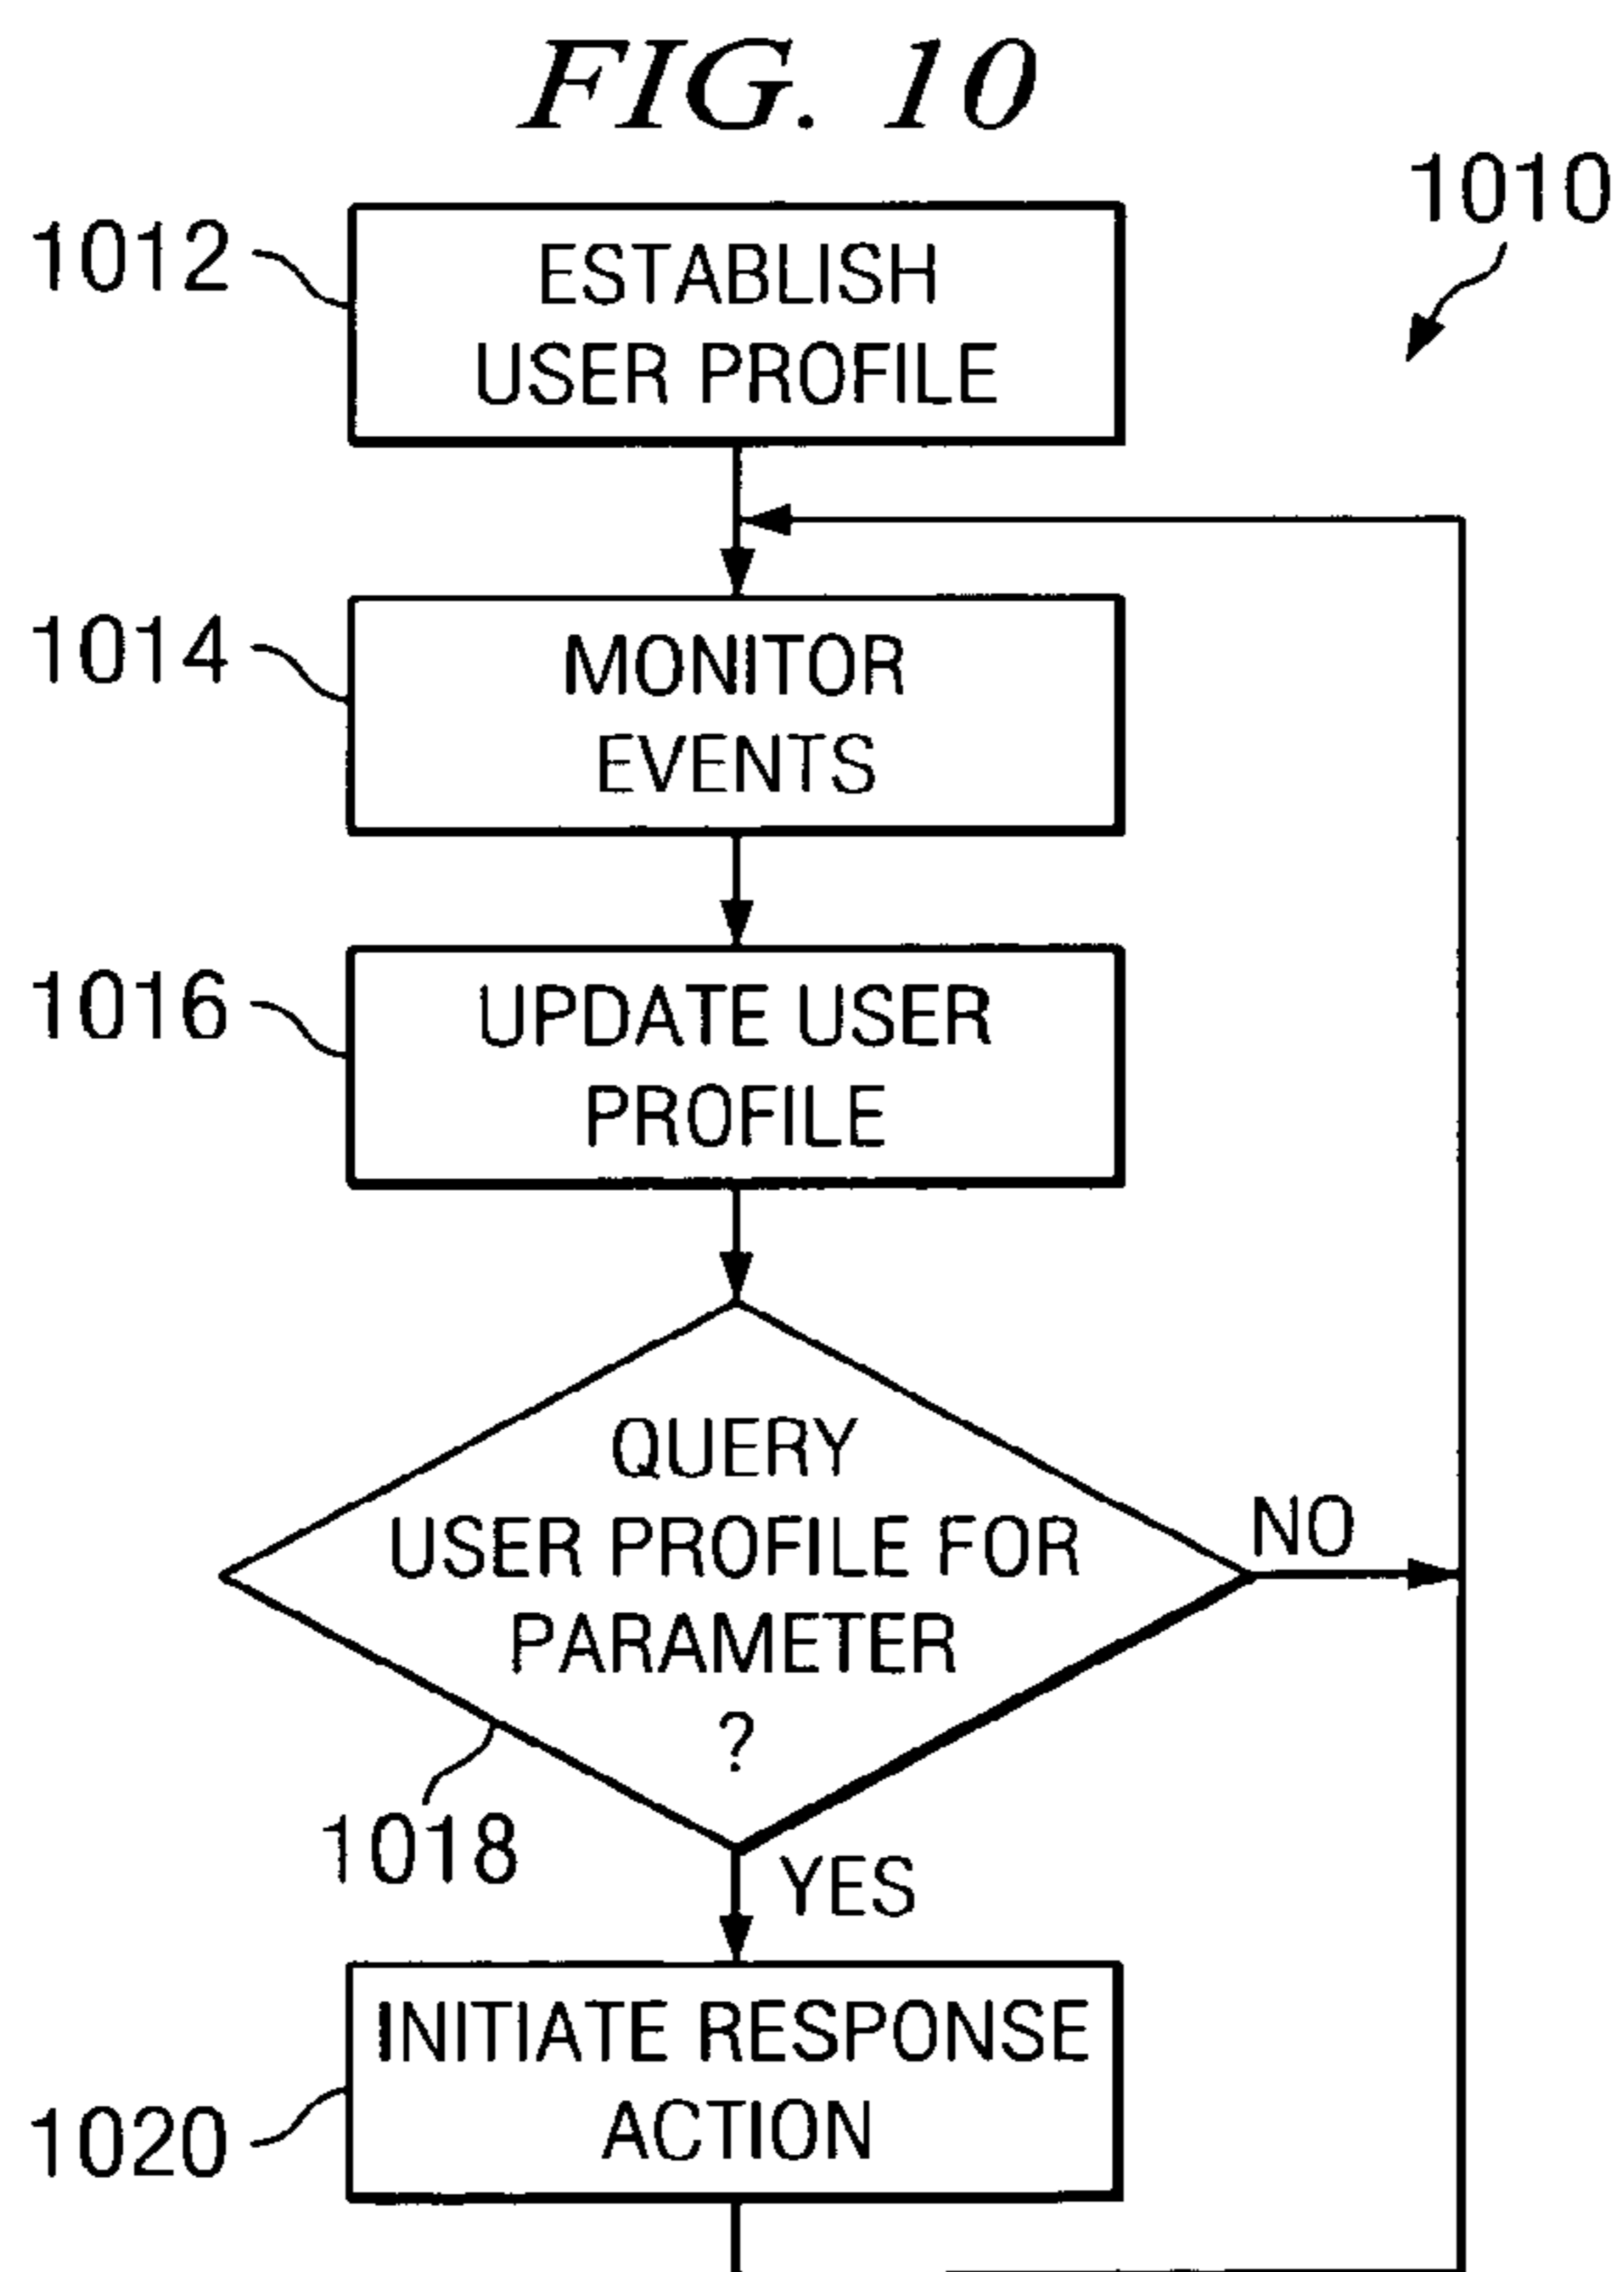 FIG. 10
1010
1012
ESTABLISH
USER PROFILE
1014
MONITOR
EVENTS
1016
UPDATE USER
PROFILE
QUERY
USER PROFILE FOR
PARAMETER
?
NO
1018
YES
INITIATE RESPONSE
ACTION
1020